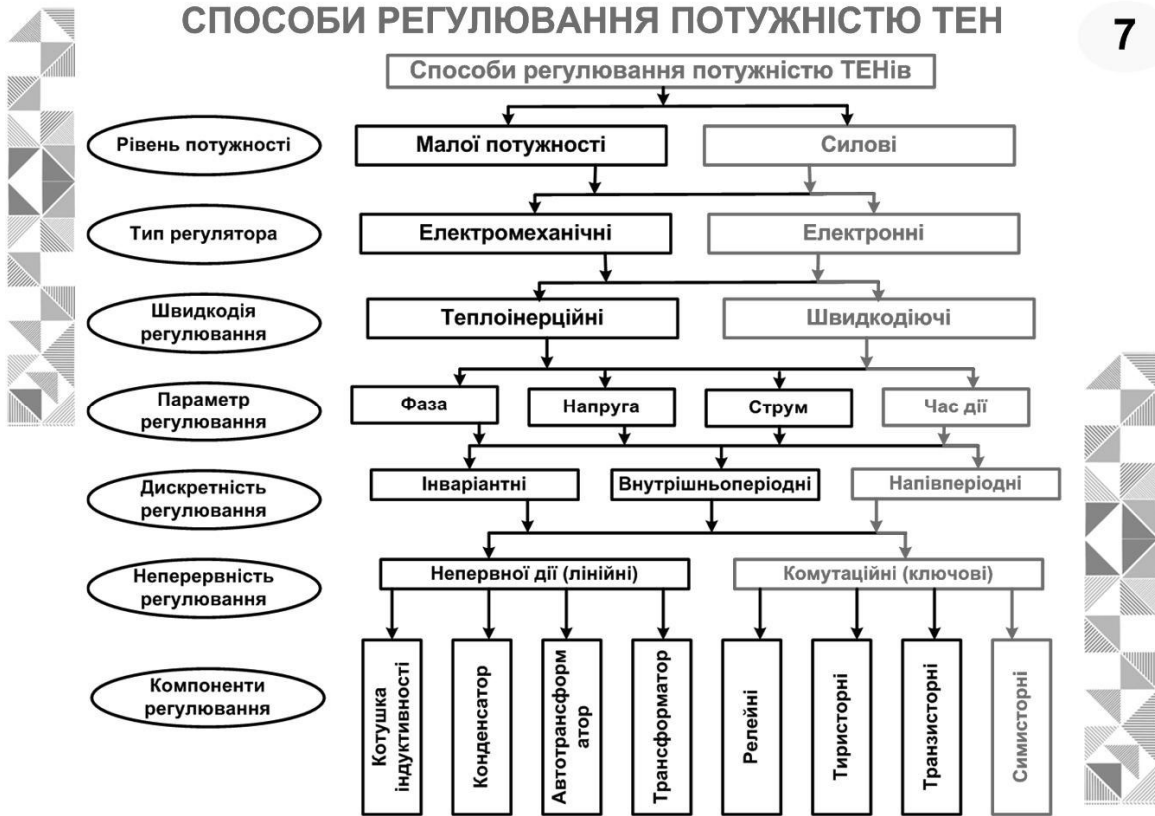 СПОСОБИ РЕГУЛЮВАННЯ ПОТУЖНІСТЮ ТЕН
7
Способи регулювання потужністю ТЕНів
Рівень потужності
Малої потужності
Силові
Тип регулятора
Електромеханічні
Електронні
Швидкодія
регулювання
Теплоінерційні
Швидкодіючі
Параметр
регулювання
Фаза
Напруга
Струм
Час дії
Дискретність
регулювання
Інваріантні
Внутрішньоперіодні
Напівперіодні
Неперервність
регулювання
Непервної дії (лінійні)
Комутаційні (ключові)
Компоненти
регулювання
Котушка
індуктивності
Конденсатор
Автотрансформ
атор
Трансформатор
Релейні
Тиристорні
Транзисторні
Симисторні